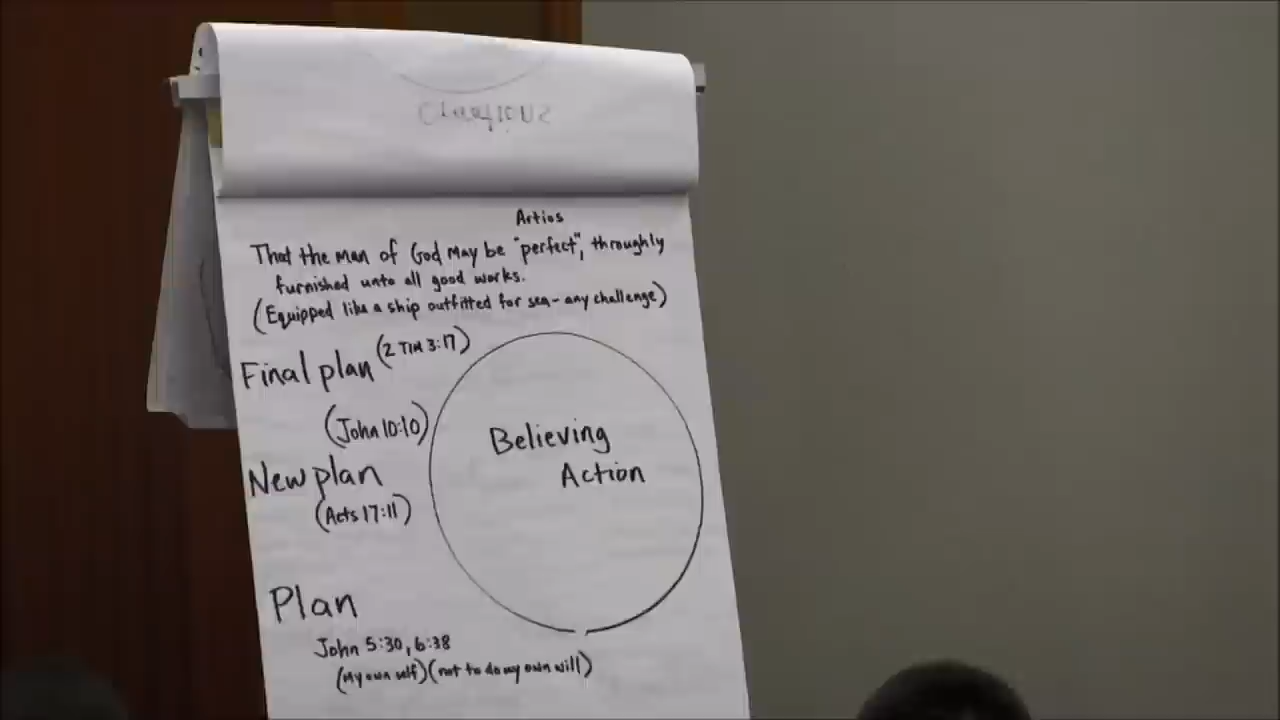 Artios
That the man of God may be "perfect", throughly
furnished unto all good works.
(Equipped like a ship outfitted for sea - any challenge)
Final plan (2 TIM 3:17)
(John 10:10)
New plan
(Acts 17:11)
Believing
Action
Plan
John 5:30, 6:38
(My own self) (not to do my own will)